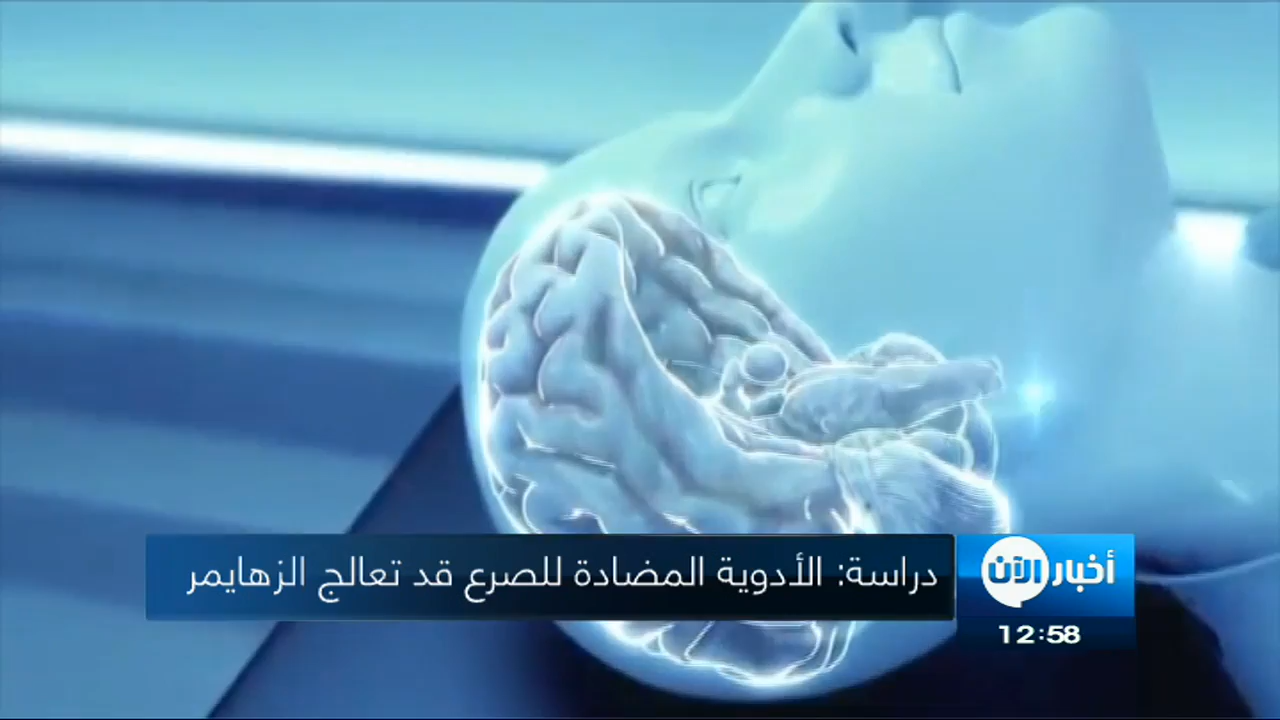 دراسة: الأدوية المضادة للصرع قد تعالج الزهايمر
أخبار الآن
12:58